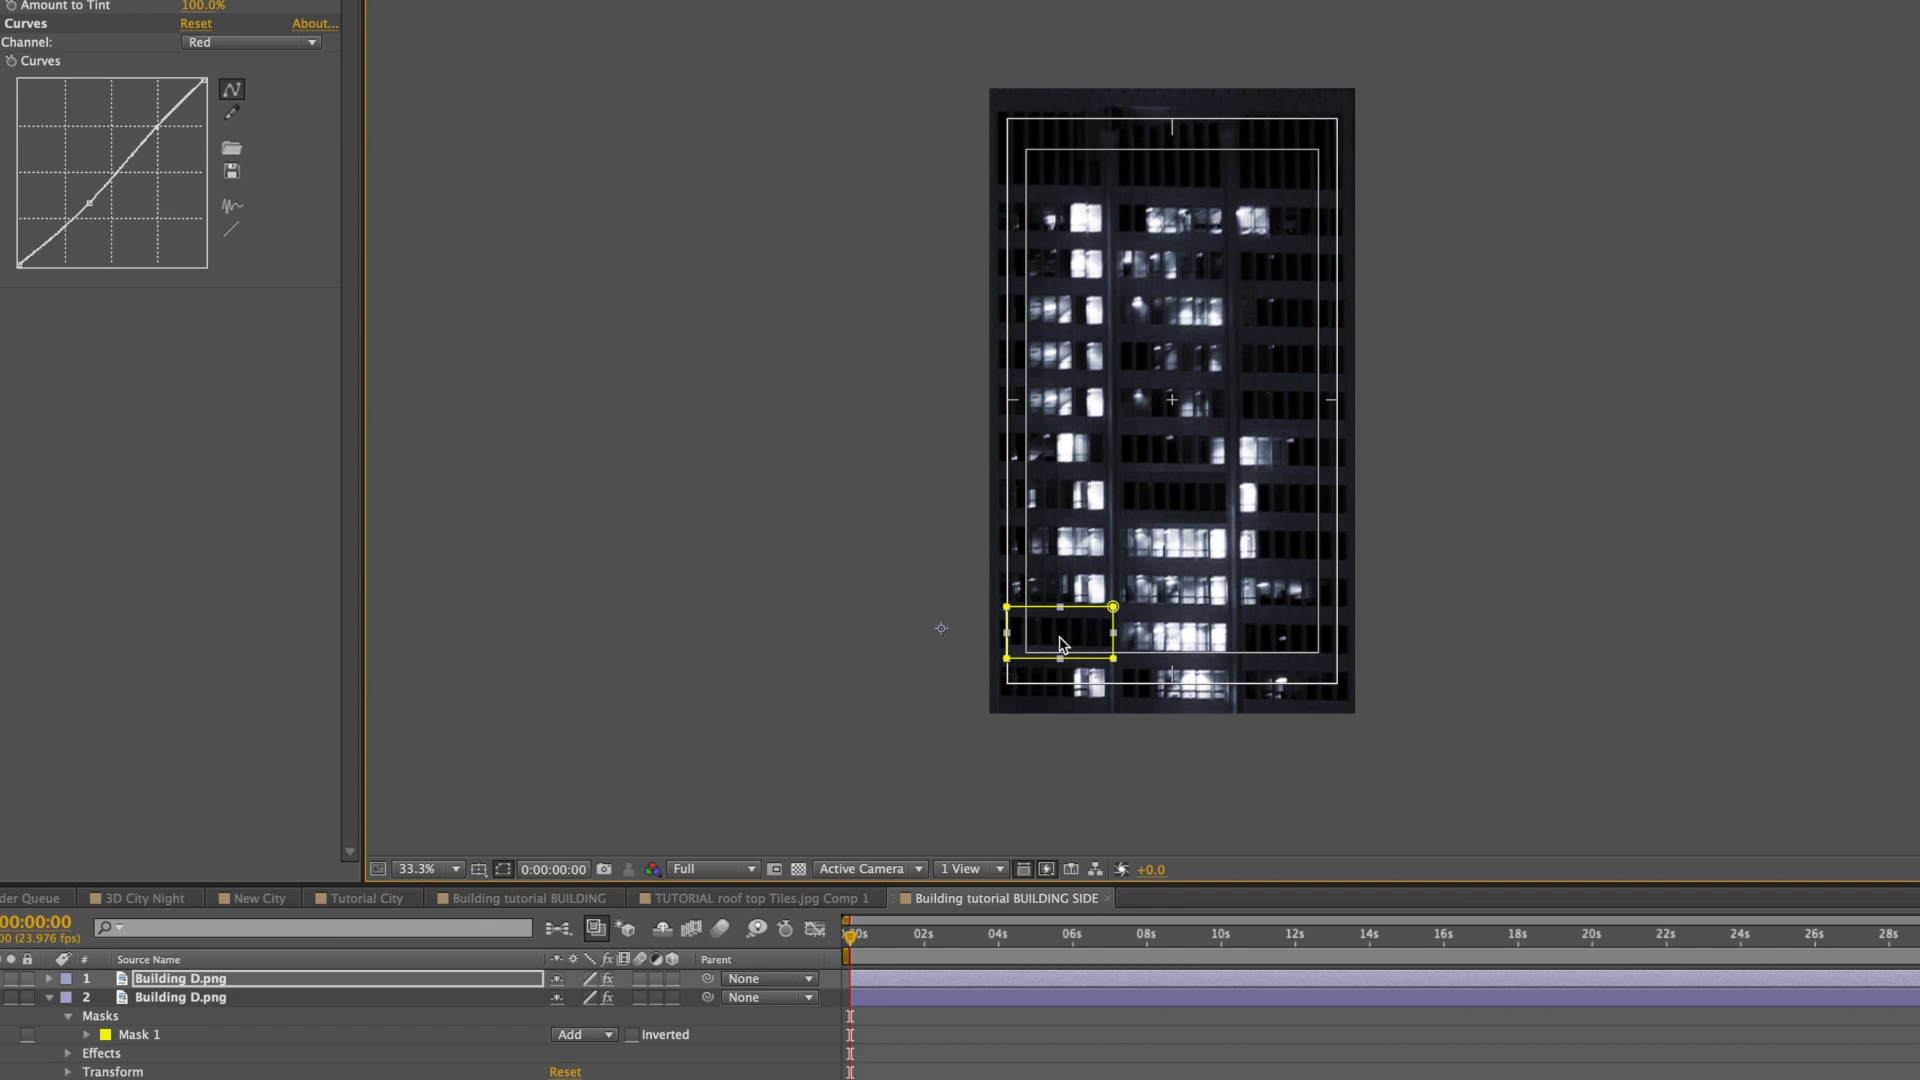 Amount to Tint 100.0%
Curves Reset About...
Channel: Red
Curves
33.3% 0:00:00:00 Full Active Camera 1 View +0.0
der Queue 3D City Night New City Tutorial City Building tutorial BUILDING TUTORIAL roof top Tiles.jpg Comp 1 Building tutorial BUILDING SIDE ×
00:00:00
00 (23.976 fps)
00s 02s 04s 06s 08s 10s 12s 14s 16s 18s 20s 22s 24s 26s 28s
# Source Name fx Parent
1 Building D.png fx None
2 Building D.png fx None
Masks
Mask 1 Add Inverted
Effects
Transform Reset